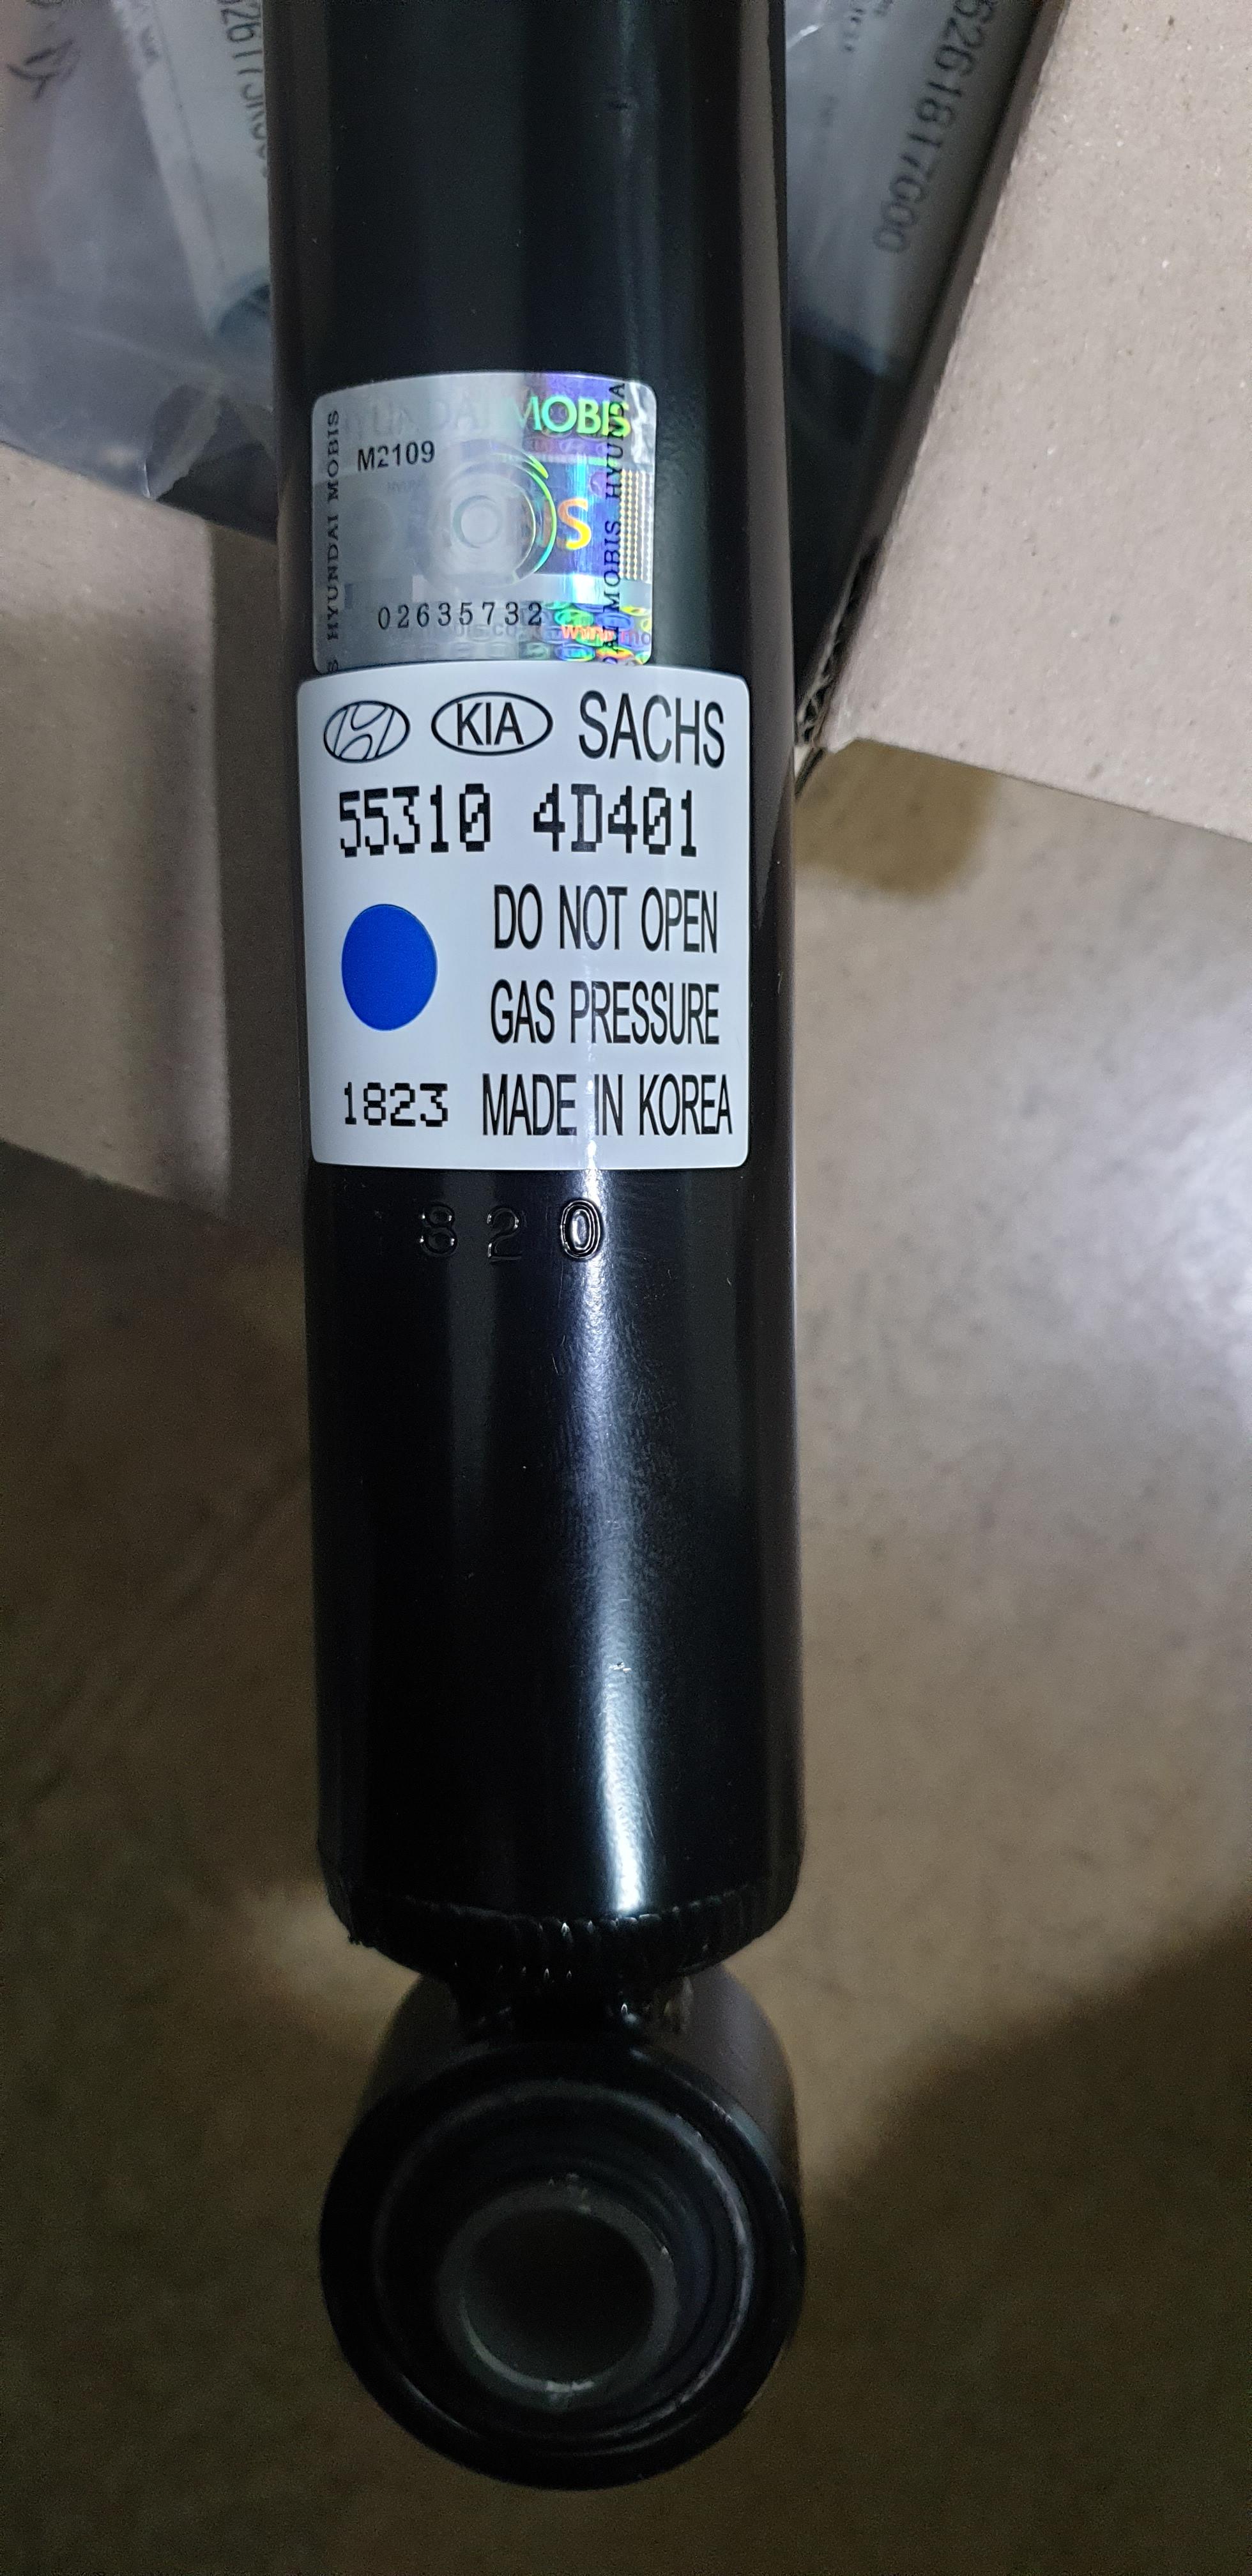 HYUNDAI MOBIS
M2109
HYUNDAI MOBIS
02635732
KIA SACHS
55310 4D401
DO NOT OPEN
GAS PRESSURE
1823 MADE IN KOREA
820